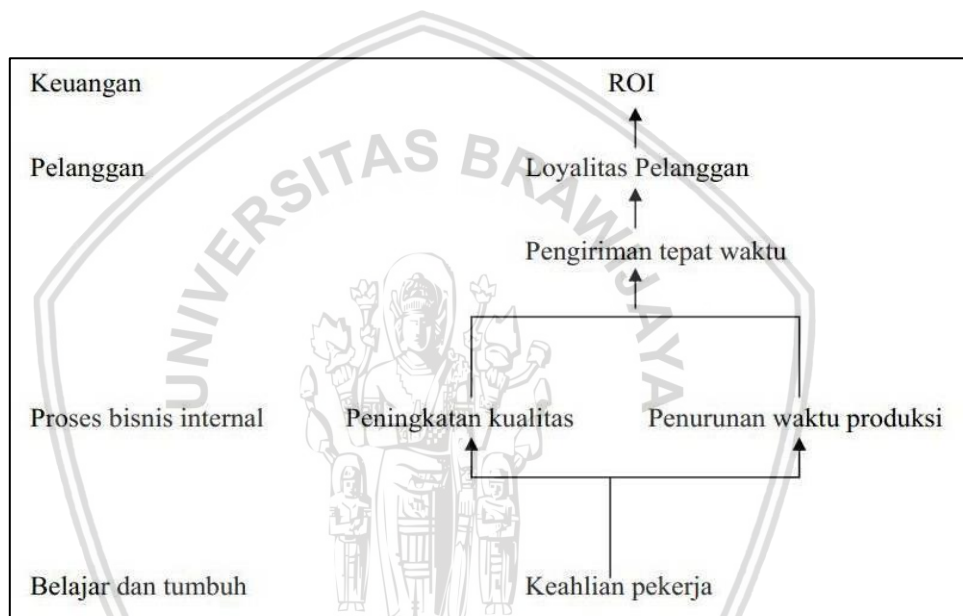 UNIVERSITAS BRAWIJAYA
Keuangan ROI
Pelanggan Loyalitas Pelanggan
Pengiriman tepat waktu
Proses bisnis internal Peningkatan kualitas Penurunan waktu produksi
Belajar dan tumbuh Keahlian pekerja